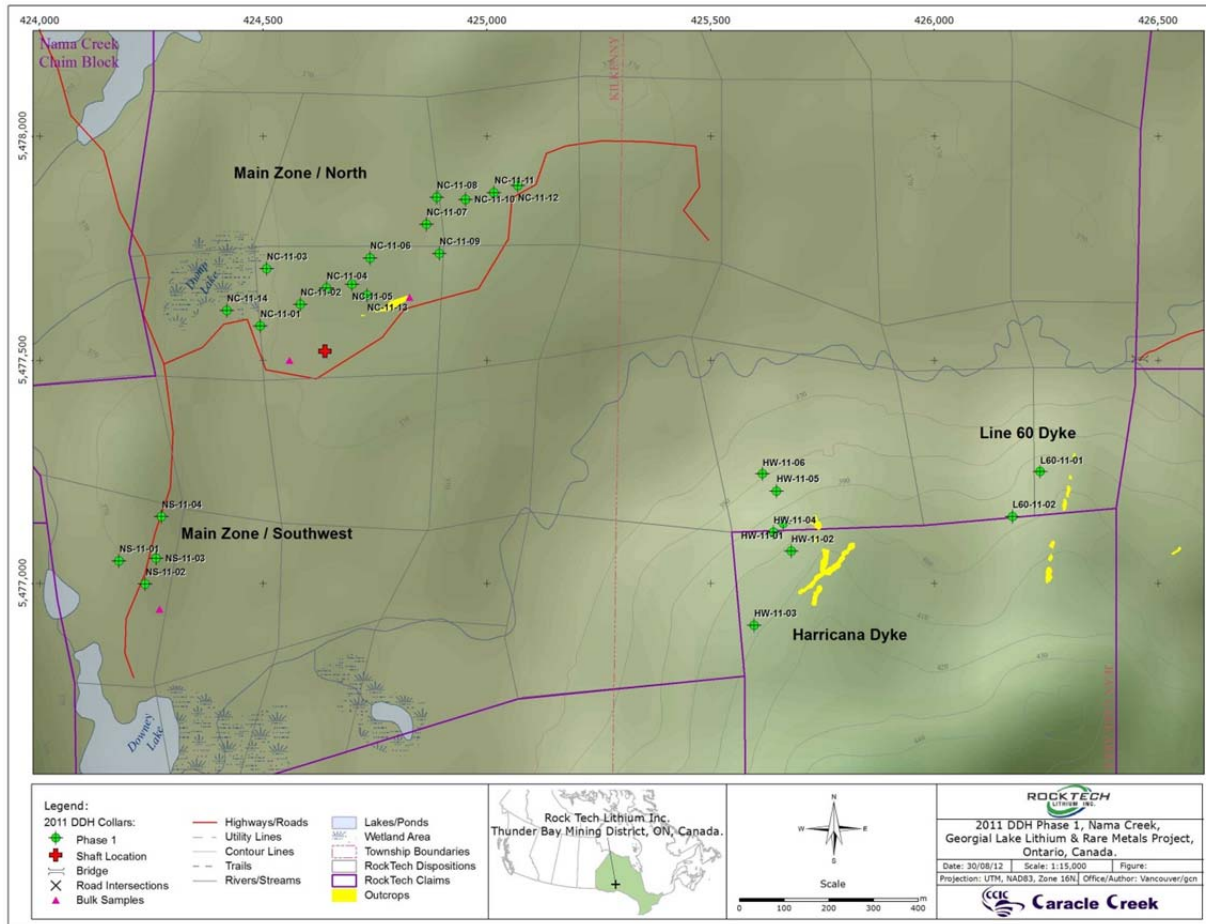 424,000
424,500
425,000
425,500
426,000
426,500
Nama Creek
Claim Block
KILKENNY
5,478,000
5,477,500
5,477,000
Main Zone / North
NC-11-11
NC-11-08
NC-11-10
NC-11-12
NC-11-07
NC-11-06
NC-11-09
NC-11-03
NC-11-04
NC-11-02
NC-11-05
NC-11-14
NC-11-13
NC-11-01
Lake
Line 60 Dyke
L60-11-01
L60-11-02
HW-11-06
HW-11-05
HW-11-04
HW-11-01
HW-11-02
HW-11-03
Harricana Dyke
NS-11-04
Main Zone / Southwest
NS-11-01
NS-11-03
NS-11-02
Downey
Lake
Legend:
2011 DDH Collars:
Phase 1
Shaft Location
Bridge
Road Intersections
Bulk Samples
Highways/Roads
Utility Lines
Contour Lines
Trails
Rivers/Streams
Lakes/Ponds
Wetland Area
Township Boundaries
RockTech Dispositions
RockTech Claims
Outcrops
Rock Tech Lithium Inc.
Thunder Bay Mining District, ON, Canada.
N
W
E
S
Scale
0 100 200 300 400 m
ROCKTECH
LITHIUM INC.
2011 DDH Phase 1, Nama Creek,
Georgial Lake Lithium & Rare Metals Project,
Ontario, Canada.
Date: 30/08/12 Scale: 1:15,000 Figure:
Projection: UTM, NAD83, Zone 16N. Office/Author: Vancouver/gcn
CCIC Caracle Creek